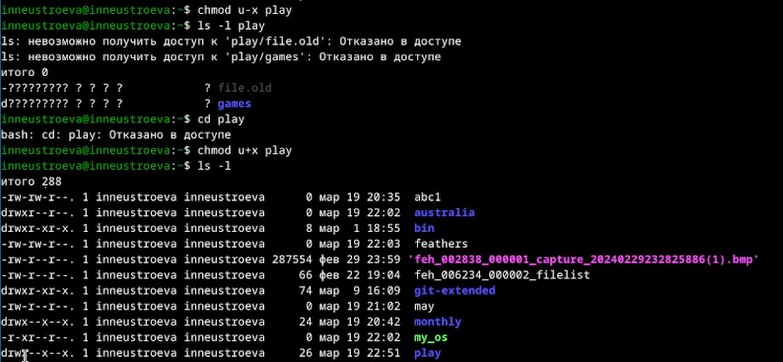 inneustroeva@inneustroeva:~$ chmod u-x play
inneustroeva@inneustroeva:~$ ls -l play
ls: невозможно получить доступ к 'play/file.old': Отказано в доступе
ls: невозможно получить доступ к 'play/games': Отказано в доступе
итого 0
-????????? ? ? ? ?            ? file.old
d????????? ? ? ? ?            ? games
inneustroeva@inneustroeva:~$ cd play
bash: cd: play: Отказано в доступе
inneustroeva@inneustroeva:~$ chmod u+x play
inneustroeva@inneustroeva:~$ ls -l
итого 288
-rw-rw-r--. 1 inneustroeva inneustroeva      0 мар 19 20:35  abc1
drwxr--r--. 1 inneustroeva inneustroeva      0 мар 19 22:02  australia
drwxr-xr-x. 1 inneustroeva inneustroeva      8 мар  1 18:55  bin
-rw-rw-r--. 1 inneustroeva inneustroeva      0 мар 19 22:03  feathers
-rw-r--r--. 1 inneustroeva inneustroeva 287554 фев 29 23:59 'feh_002838_000001_capture_20240229232825886(1).bmp'
-rw-r--r--. 1 inneustroeva inneustroeva     66 фев 22 19:04  feh_006234_000002_filelist
drwxr-xr-x. 1 inneustroeva inneustroeva     74 мар  9 16:09  git-extended
-rw-r--r--. 1 inneustroeva inneustroeva      0 мар 19 21:02  may
drwx--x--x. 1 inneustroeva inneustroeva     24 мар 19 20:42  monthly
-r-xr--r--. 1 inneustroeva inneustroeva      0 мар 19 22:02  my_os
drwx--x--x. 1 inneustroeva inneustroeva     26 мар 19 22:51  play